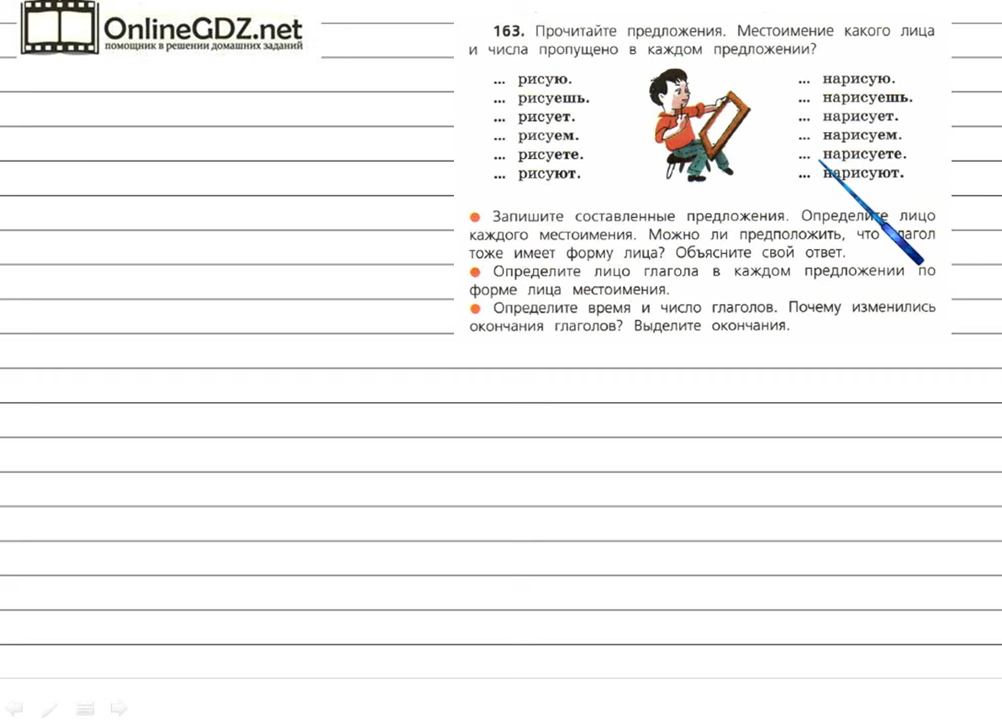 OnlineGDZ.net
помощник в решении домашних заданий
163. Прочитайте предложения. Местоимение какого лица
и числа пропущено в каждом предложении?
... рисую.
... рисуешь.
... рисует.
... рисуем.
... рисуете.
... рисуют.
... нарисую.
... нарисуешь.
... нарисует.
... нарисуем.
... нарисуете.
... нарисуют.
Запишите составленные предложения. Определите лицо
каждого местоимения. Можно ли предположить, что глагол
тоже имеет форму лица? Объясните свой ответ.
Определите лицо глагола в каждом предложении по
форме лица местоимения.
Определите время и число глаголов. Почему изменились
окончания глаголов? Выделите окончания.